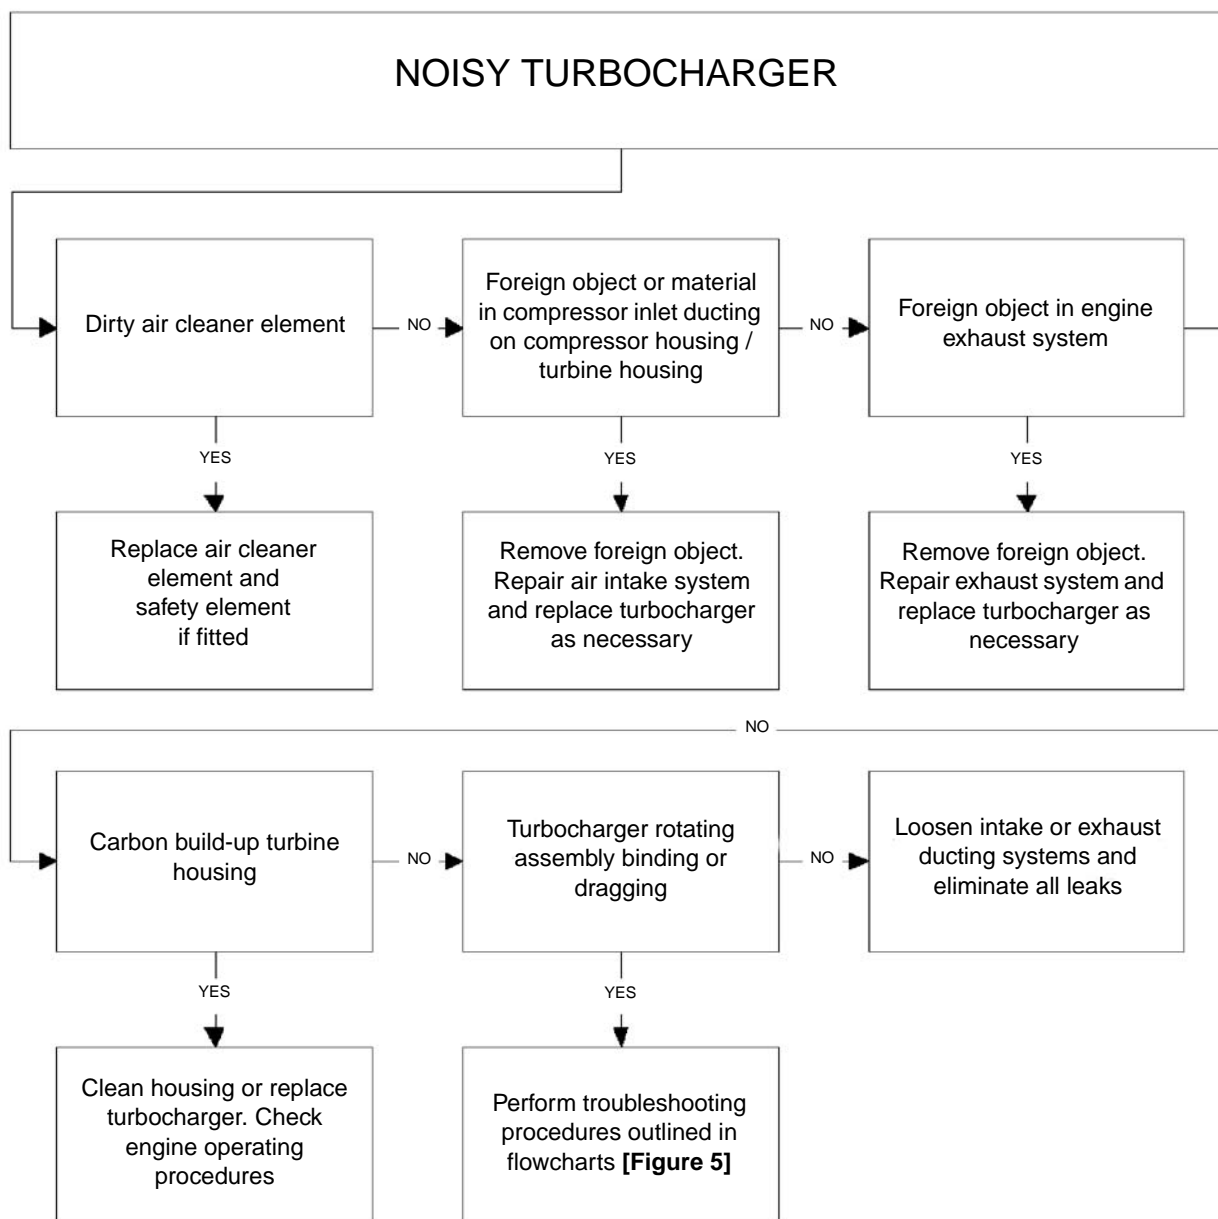 NOISY TURBOCHARGER
Dirty air cleaner element
NO
Foreign object or material
in compressor inlet ducting
on compressor housing /
turbine housing
NO
Foreign object in engine
exhaust system
YES
YES
YES
Replace air cleaner
element and
safety element
if fitted
Remove foreign object.
Repair air intake system
and replace turbocharger
as necessary
Remove foreign object.
Repair exhaust system and
replace turbocharger as
necessary
NO
Carbon build-up turbine
housing
NO
Turbocharger rotating
assembly binding or
dragging
NO
Loosen intake or exhaust
ducting systems and
eliminate all leaks
YES
YES
Clean housing or replace
turbocharger. Check
engine operating
procedures
Perform troubleshooting
procedures outlined in
flowcharts [Figure 5]